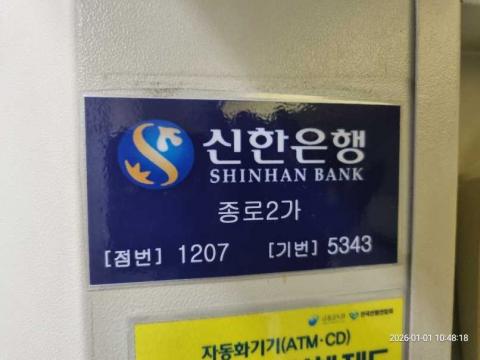 신한은행
SHINHAN BANK
종로2가
[점번] 1207 [기번] 5343
자동화기기(ATM·CD)
2026-01-01 10:48:18